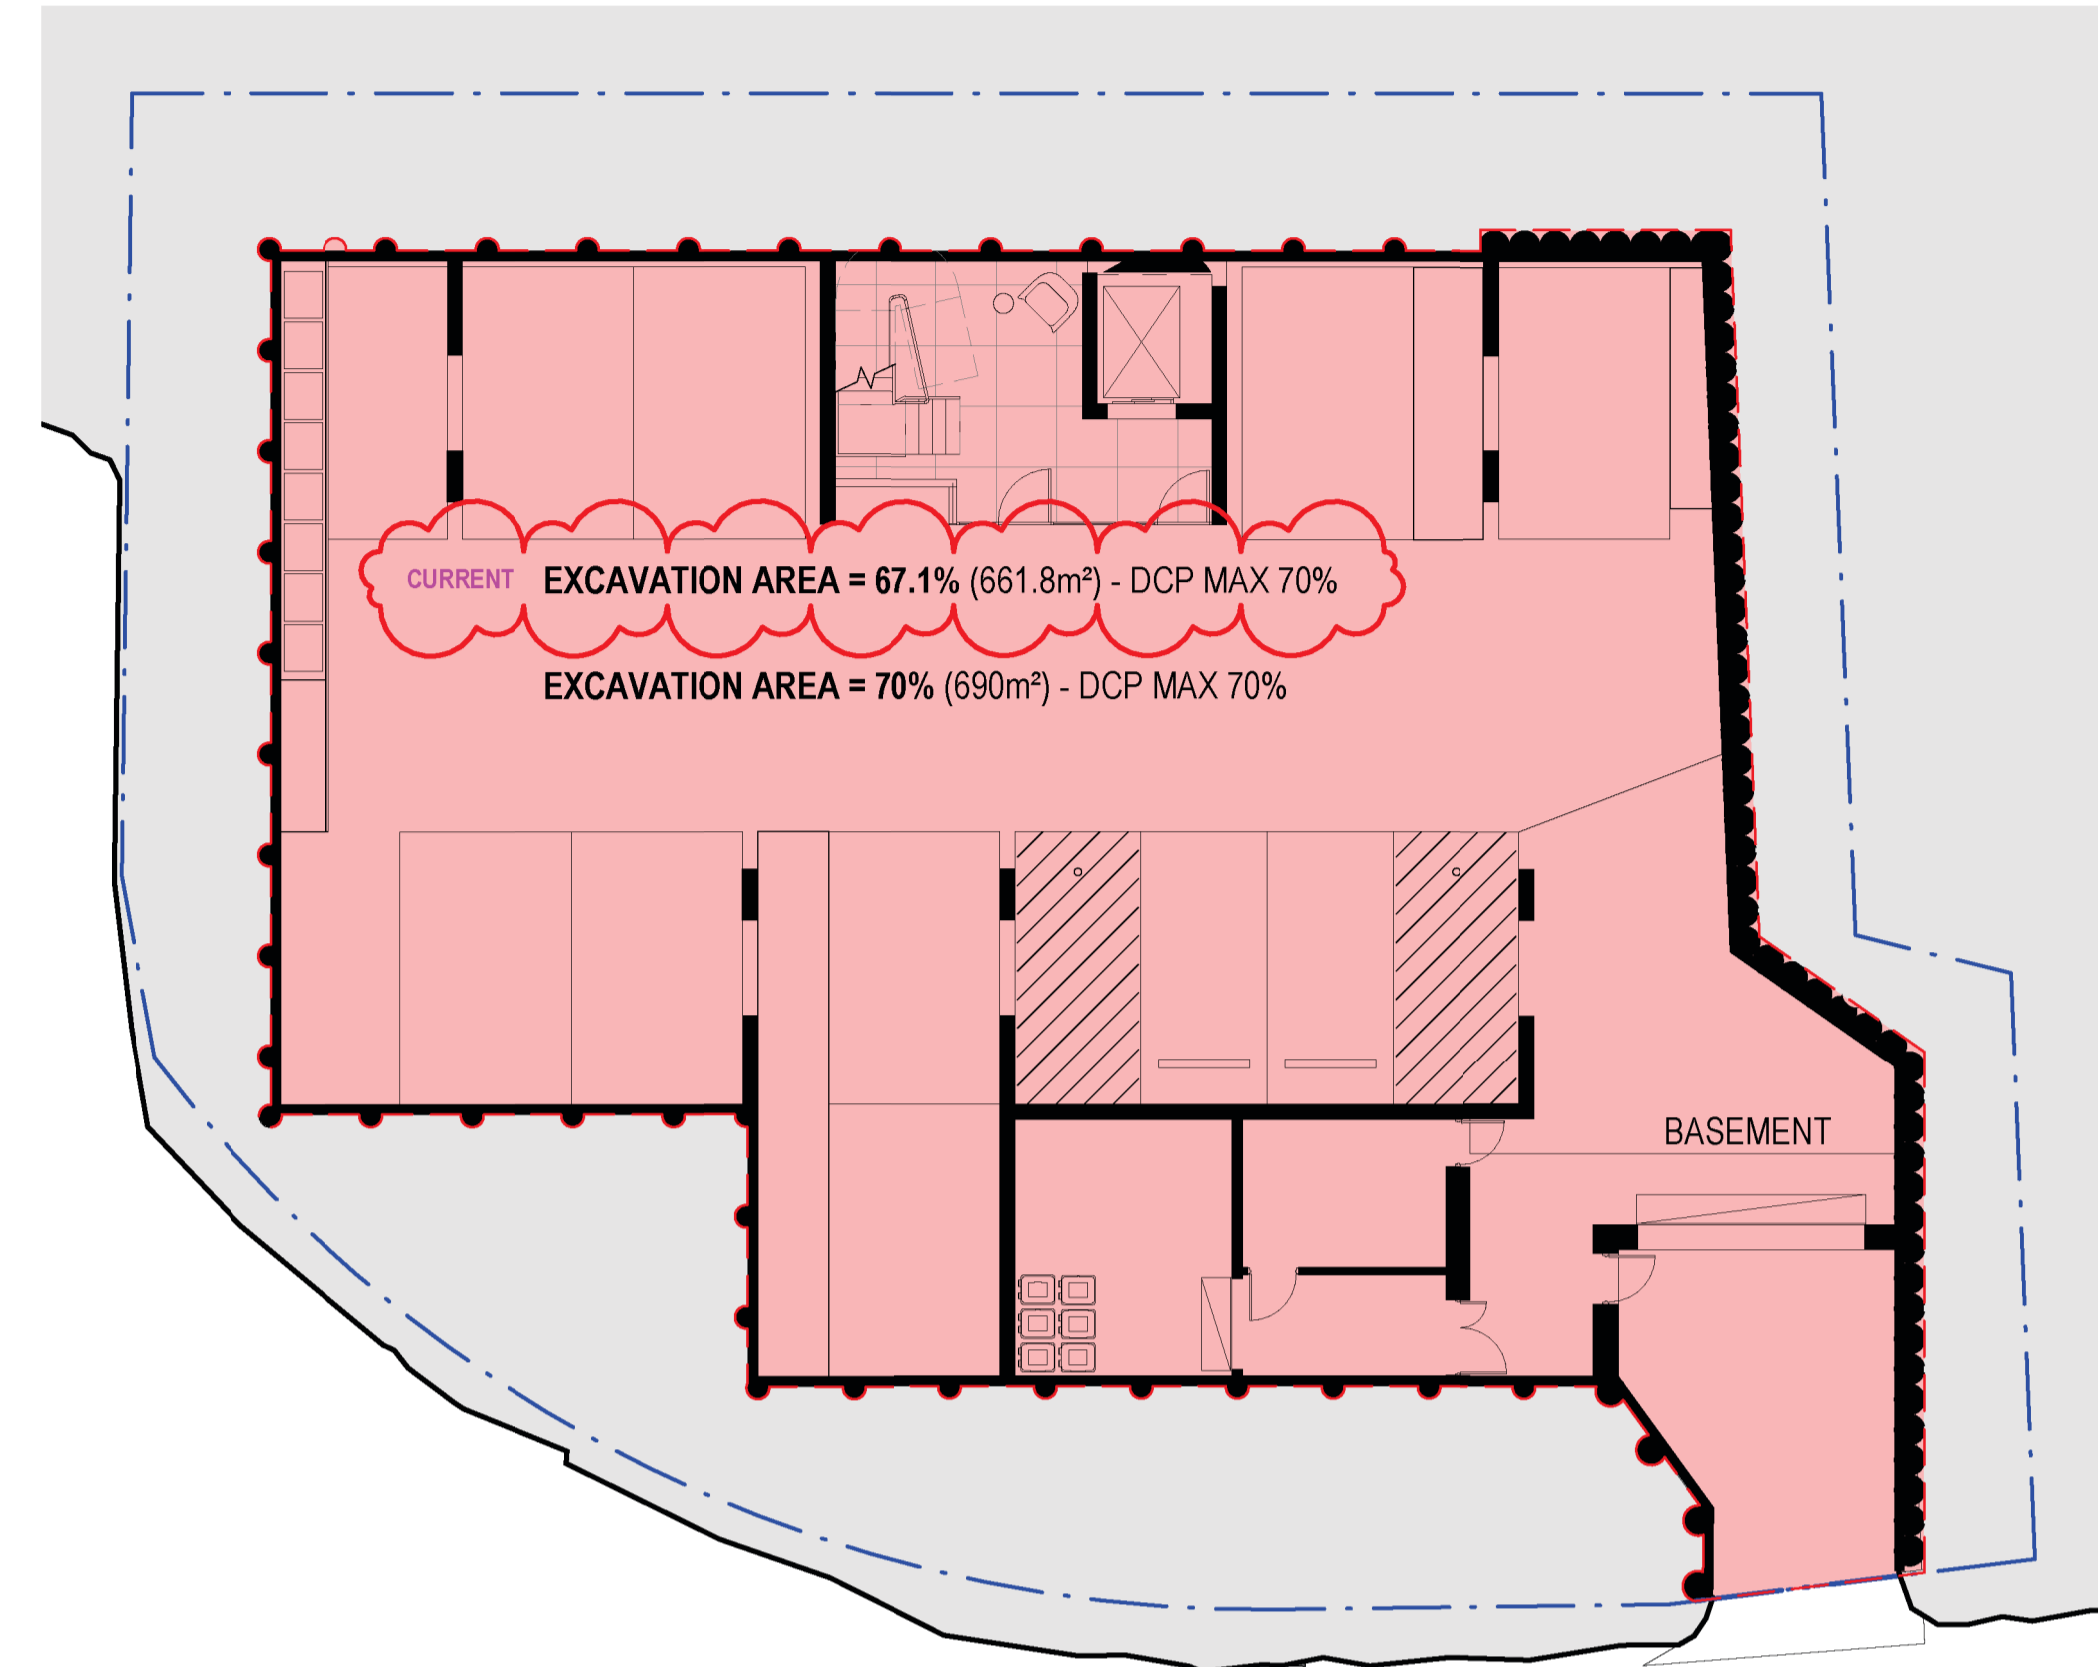 CURRENT EXCAVATION AREA = 67.1% (661.8m²) - DCP MAX 70%
EXCAVATION AREA = 70% (690m²) - DCP MAX 70%
BASEMENT